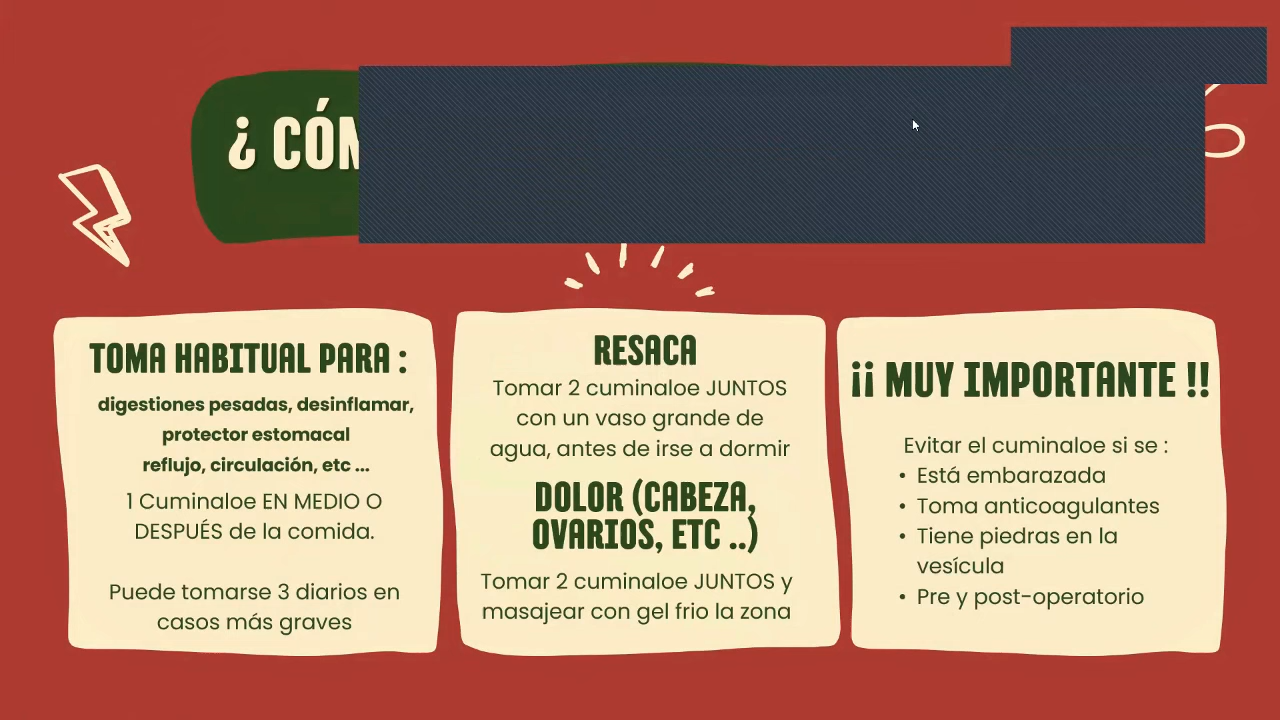 ¿
TOMA HABITUAL PARA :
digestiones pesadas, desinflamar,
protector estomacal
reflujo, circulación, etc ...
1 Cuminaloe EN MEDIO O
DESPUÉS de la comida.
Puede tomarse 3 diarios en
casos más graves
RESACA
Tomar 2 cuminaloe JUNTOS
con un vaso grande de
agua, antes de irse a dormir
DOLOR (CABEZA,
OVARIOS, ETC ..)
Tomar 2 cuminaloe JUNTOS y
masajear con gel frio la zona
¡¡ MUY IMPORTANTE !!
Evitar el cuminaloe si se :
• Está embarazada
• Toma anticoagulantes
• Tiene piedras en la
vesícula
• Pre y post-operatorio